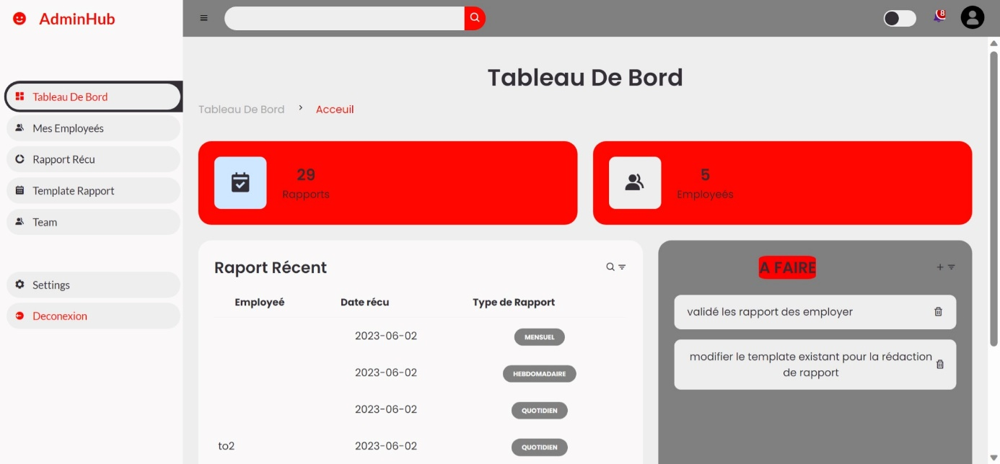 AdminHub
8
Tableau De Bord
Mes Employeés
Rapport Récu
Template Rapport
Team
Settings
Deconexion
Tableau De Bord
Tableau De Bord > Acceuil
29
Rapports
5
Employeés
Raport Récent
Employeé Date récu Type de Rapport
2023-06-02 MENSUEL
2023-06-02 HEBDOMADAIRE
2023-06-02 QUOTIDIEN
to2 2023-06-02 QUOTIDIEN
A FAIRE
validé les rapport des employer
modifier le template existant pour la rédaction
de rapport